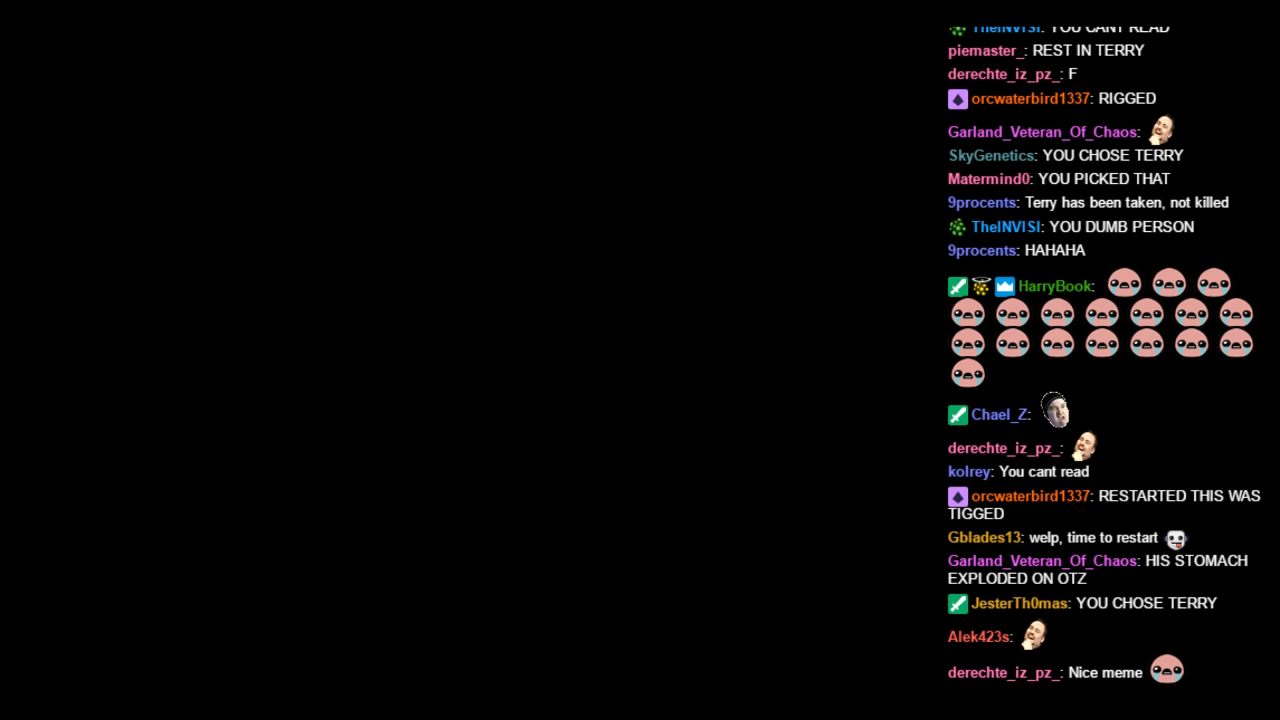 TheINVISI: YOU CANT READ
piemaster_: REST IN TERRY
derechte_iz_pz_: F
orcwaterbird1337: RIGGED
Garland_Veteran_Of_Chaos:
SkyGenetics: YOU CHOSE TERRY
Matermind0: YOU PICKED THAT
9procents: Terry has been taken, not killed
TheINVISI: YOU DUMB PERSON
9procents: HAHAHA
HarryBook:
Chael_Z:
derechte_iz_pz_:
kolrey: You cant read
orcwaterbird1337: RESTARTED THIS WAS
TIGGED
Gblades13: welp, time to restart
Garland_Veteran_Of_Chaos: HIS STOMACH
EXPLODED ON OTZ
JesterTh0mas: YOU CHOSE TERRY
Alek423s:
derechte_iz_pz_: Nice meme